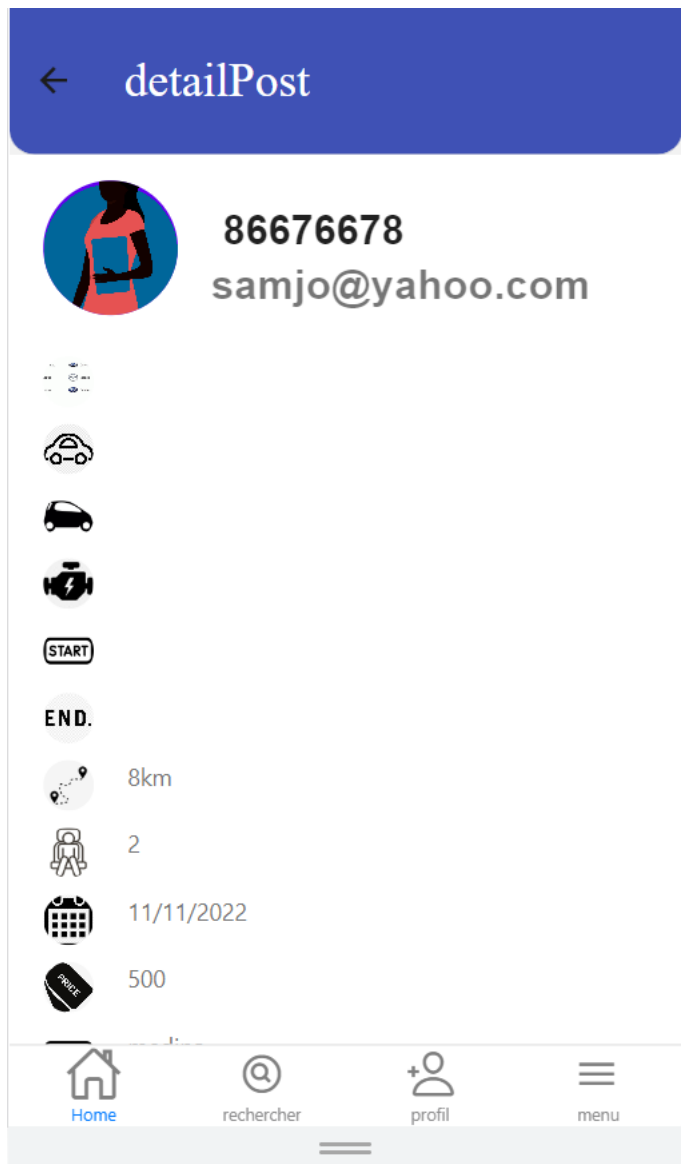 detailPost
86676678
samjo@yahoo.com
START
END.
8km
2
11/11/2022
500
PRICE
Home
rechercher
profil
menu